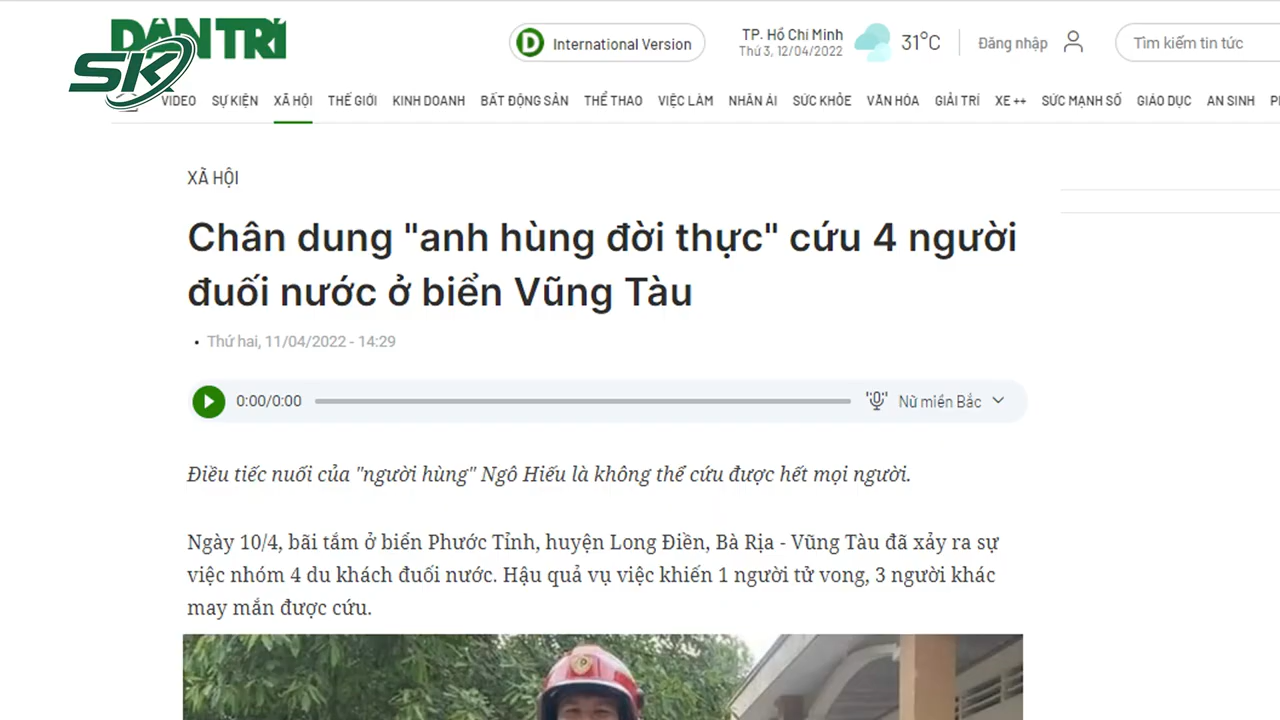 DÂN TRÍ
SK
International Version
TP. Hồ Chí Minh
Thứ 3, 12/04/2022
31°C
Đăng nhập
Tìm kiếm tin tức
VIDEO SỰ KIỆN XÃ HỘI THẾ GIỚI KINH DOANH BẤT ĐỘNG SẢN THỂ THAO VIỆC LÀM NHÂN ÁI SỨC KHỎE VĂN HÓA GIẢI TRÍ XE ++ SỨC MẠNH SỐ GIÁO DỤC AN SINH
XÃ HỘI
Chân dung "anh hùng đời thực" cứu 4 người
đuối nước ở biển Vũng Tàu
• Thứ hai, 11/04/2022 - 14:29
0:00/0:00
Nữ miền Bắc
Điều tiếc nuối của "người hùng" Ngô Hiếu là không thể cứu được hết mọi người.
Ngày 10/4, bãi tắm ở biển Phước Tỉnh, huyện Long Điền, Bà Rịa - Vũng Tàu đã xảy ra sự
việc nhóm 4 du khách đuối nước. Hậu quả vụ việc khiến 1 người tử vong, 3 người khác
may mắn được cứu.